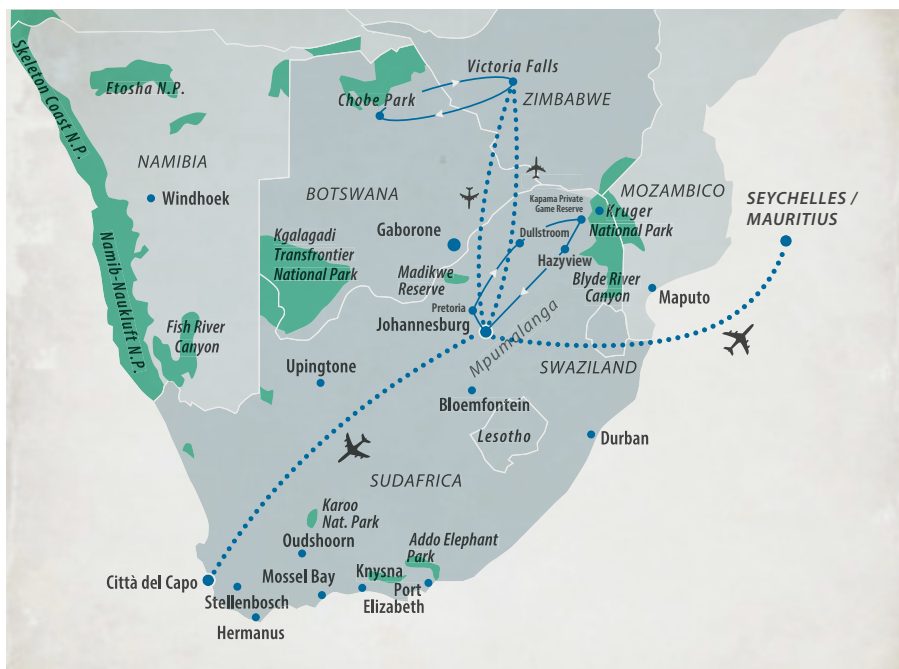 Skeleton Coast N.P.
Etosha N.P.
Victoria Falls
Chobe Park
ZIMBABWE
NAMIBIA
Windhoek
BOTSWANA
MOZAMBICO
SEYCHELLES /
MAURITIUS
Kapama Private
Game Reserve
Kruger
National Park
Dullstroom
Gaborone
Hazyview
Kgalagadi
Transfrontier
National Park
Madikwe
Reserve
Blyde River
Canyon
Maputo
Namib-Naukluft N.P.
Pretoria
Johannesburg
Mpumalanga
Fish River
Canyon
SWAZILAND
Upingtone
Bloemfontein
Lesotho
Durban
SUDAFRICA
Karoo
Nat. Park
Oudshoorn
Addo Elephant
Park
Città del Capo
Mossel Bay
Knysna
Port
Elizabeth
Stellenbosch
Hermanus